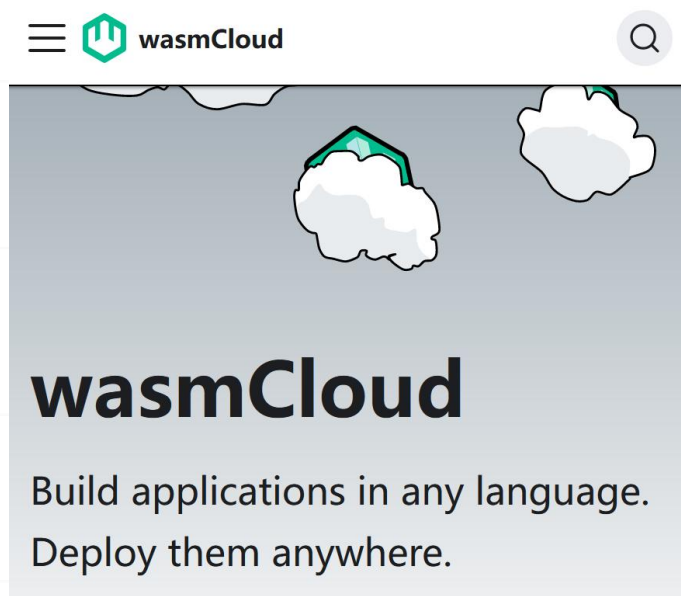 wasmCloud
wasmCloud
Build applications in any language.
Deploy them anywhere.